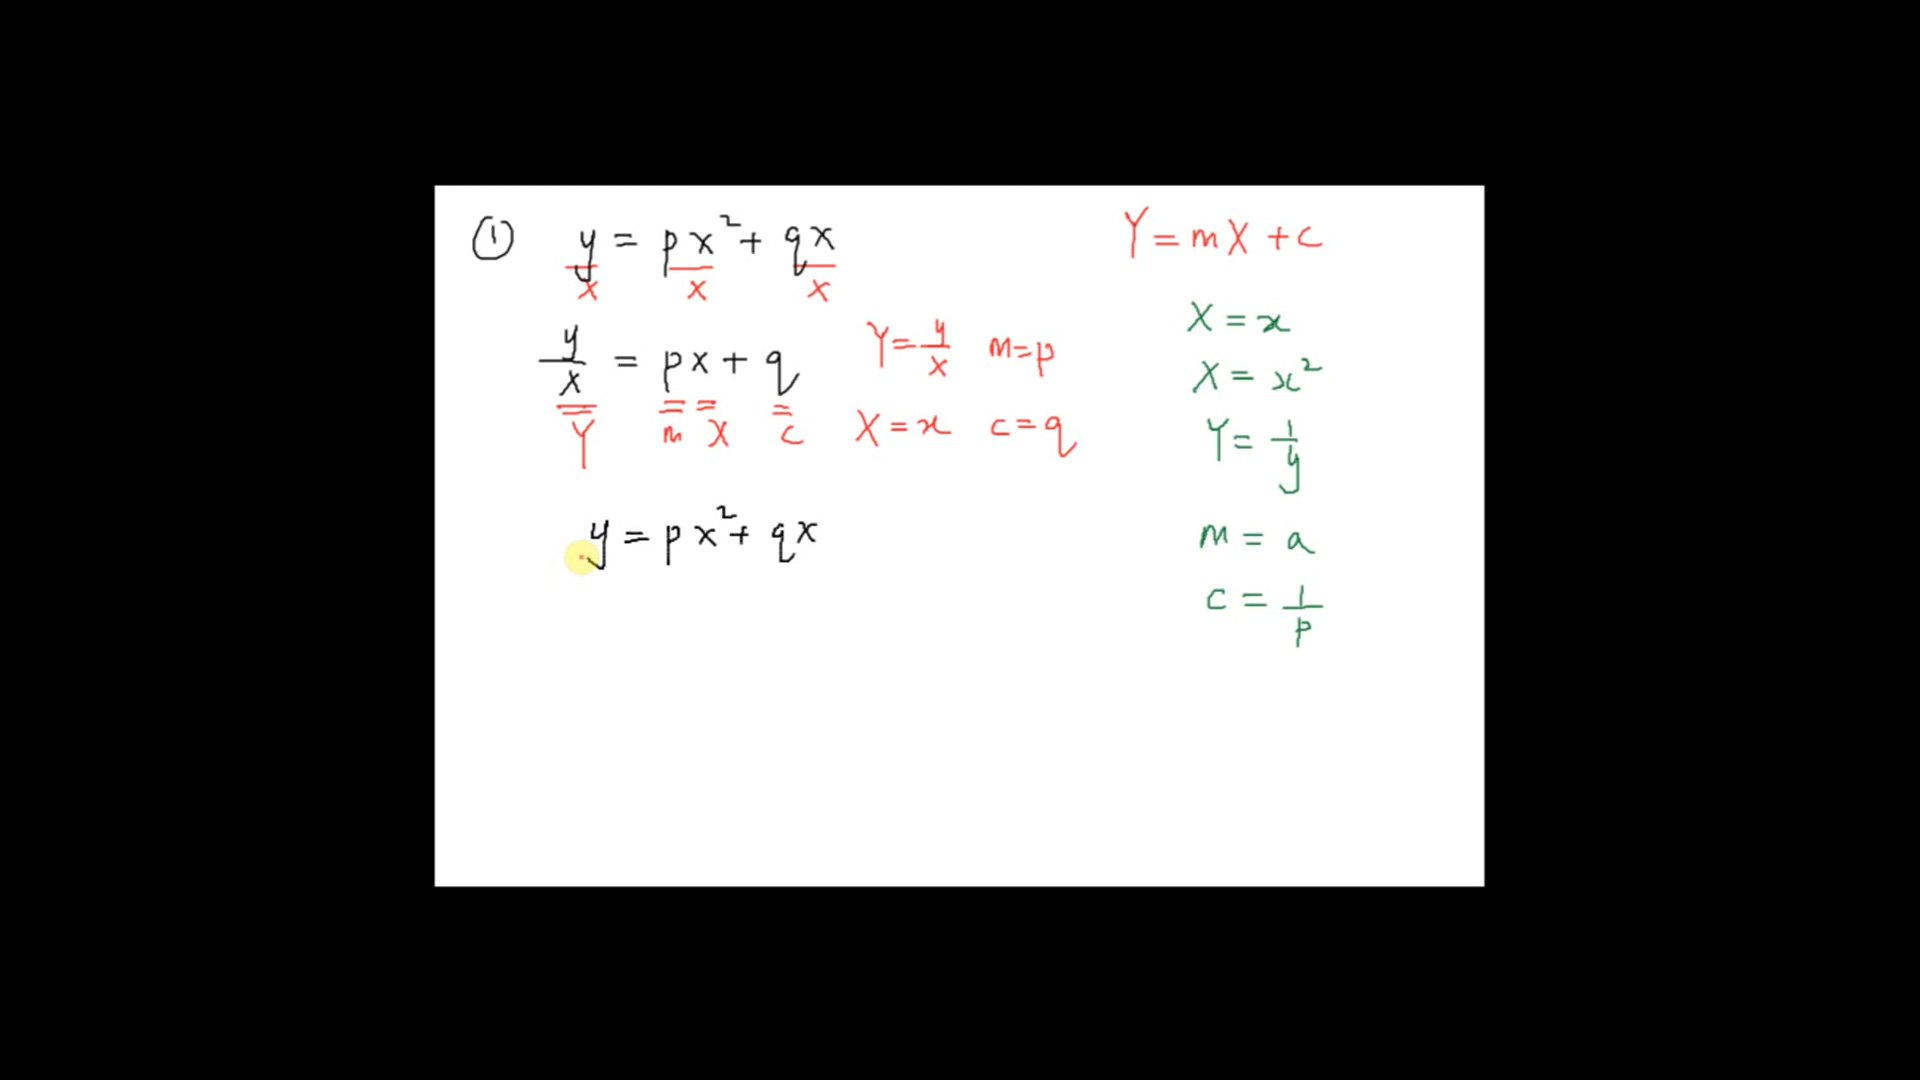 ① y = px² + qx
x x x
y/x = px + q
Y m X c
Y = y/x m = p
X = x c = q
y = px² + qx
Y = mX + c
X = x
X = x²
Y = 1/y
m = a
c = 1/p